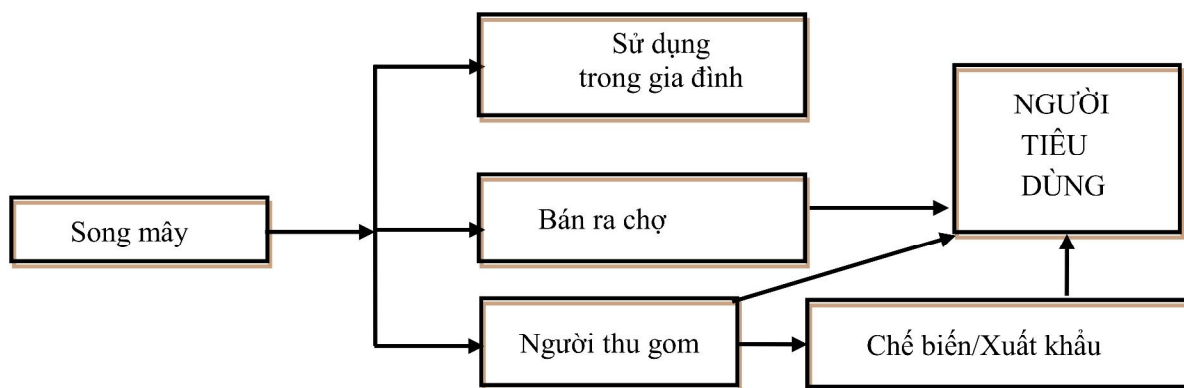 Sử dụng
trong gia đình
NGƯỜI
TIÊU
DÙNG
Song mây
Bán ra chợ
Người thu gom
Chế biến/Xuất khẩu